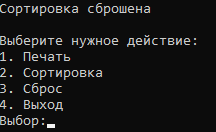 Сортировка сброшена
Выберите нужное действие:
1. Печать
2. Сортировка
3. Сброс
4. Выход
Выбор: